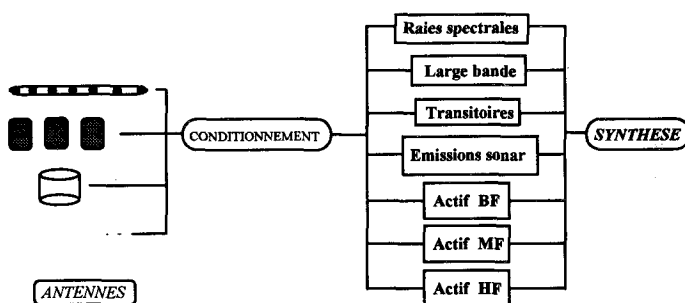 Raies spectrales
Large bande
Transitoires
CONDITIONNEMENT
SYNTHESE
Emissions sonar
Actif BF
Actif MF
Actif HF
ANTENNES